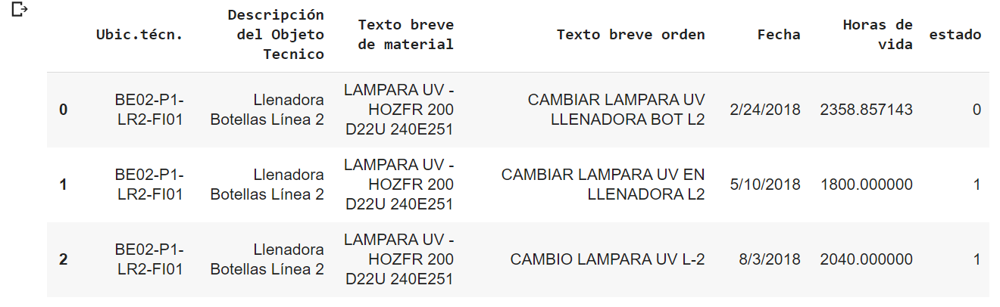 Ubic.técn. Descripción del Objeto Tecnico Texto breve de material Texto breve orden Fecha Horas de vida estado
0 BE02-P1-LR2-FI01 Llenadora Botellas Línea 2 LAMPARA UV - HOZFR 200 D22U 240E251 CAMBIAR LAMPARA UV LLENADORA BOT L2 2/24/2018 2358.857143 0
1 BE02-P1-LR2-FI01 Llenadora Botellas Línea 2 LAMPARA UV - HOZFR 200 D22U 240E251 CAMBIAR LAMPARA UV EN LLENADORA L2 5/10/2018 1800.000000 1
2 BE02-P1-LR2-FI01 Llenadora Botellas Línea 2 LAMPARA UV - HOZFR 200 D22U 240E251 CAMBIO LAMPARA UV L-2 8/3/2018 2040.000000 1